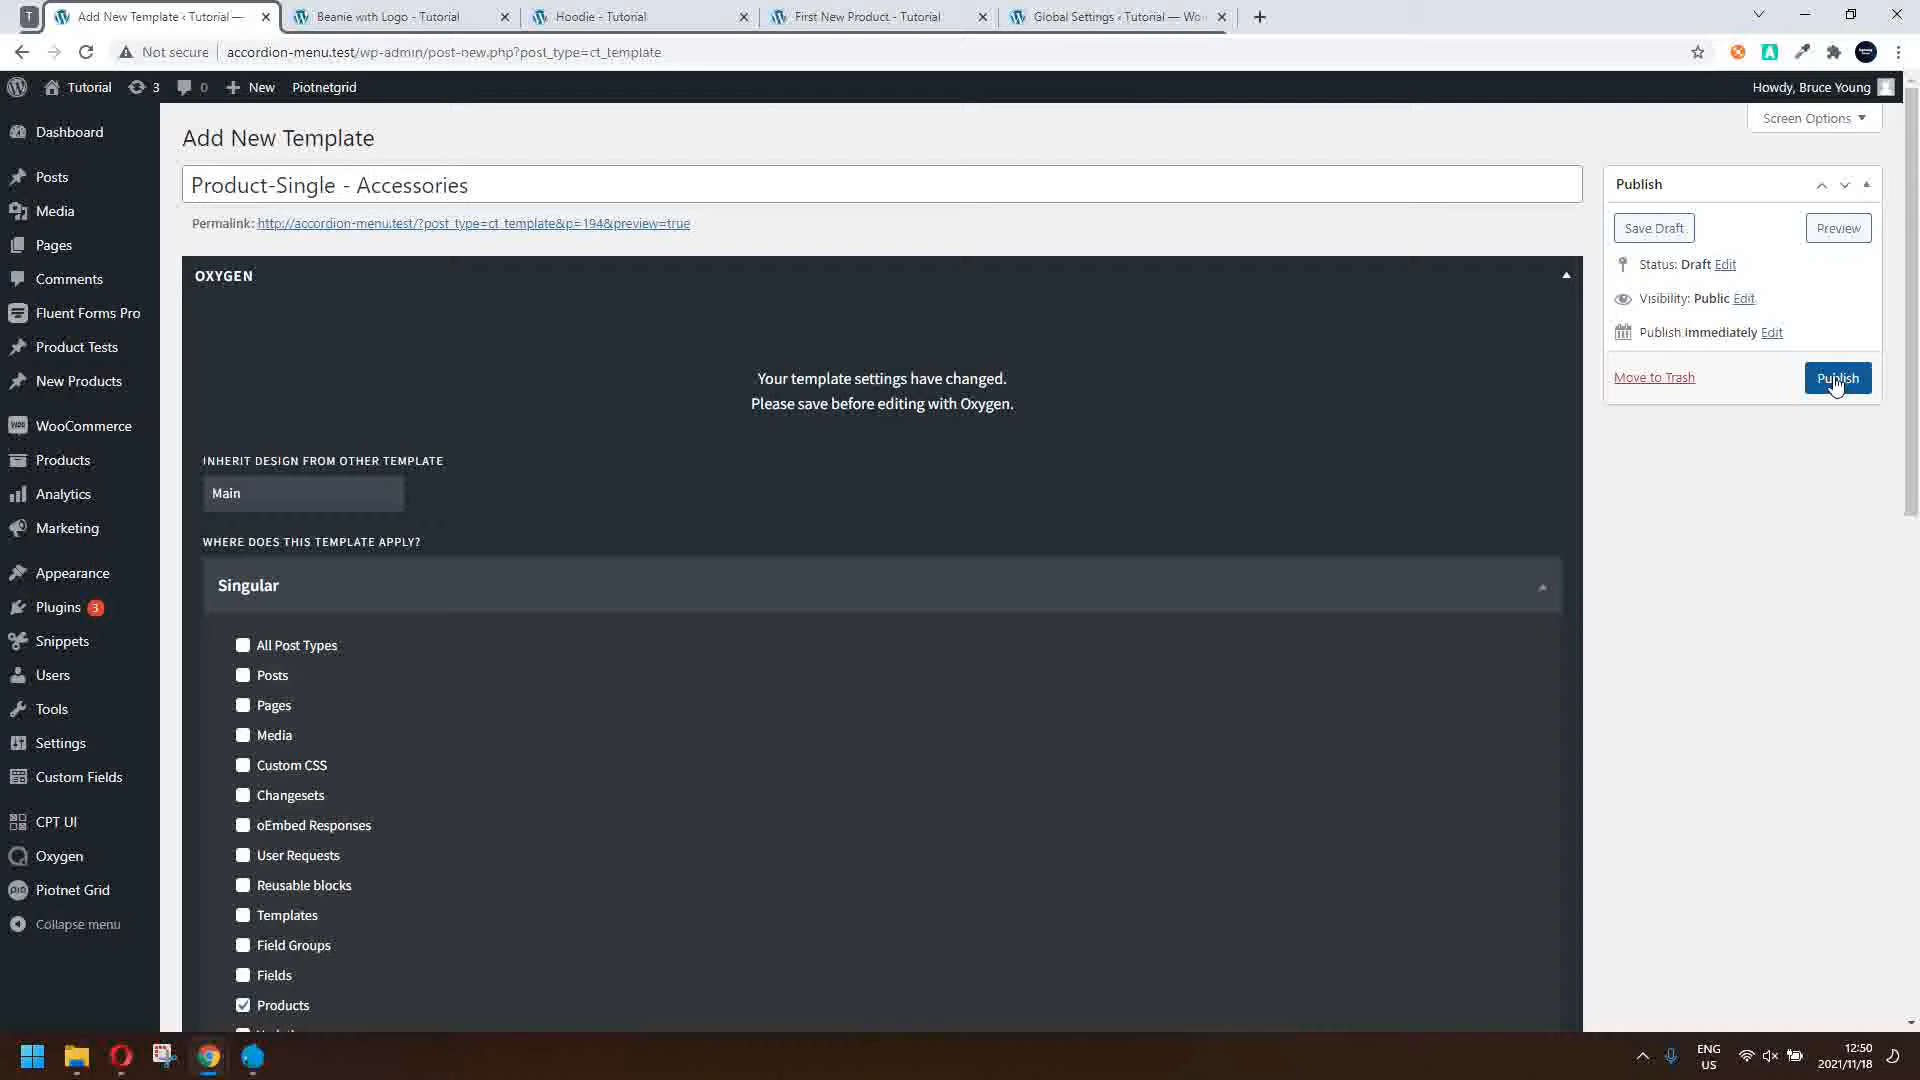 T
Add New Template ‹ Tutorial —
Beanie with Logo - Tutorial
Hoodie - Tutorial
First New Product - Tutorial
Global Settings ‹ Tutorial — Wo
Not secure
accordion-menu.test/wp-admin/post-new.php?post_type=ct_template
Tutorial
3
0
New
Piotnetgrid
Howdy, Bruce Young
Screen Options
Dashboard
Posts
Media
Pages
Comments
Fluent Forms Pro
Product Tests
New Products
WooCommerce
Products
Analytics
Marketing
Appearance
Plugins 3
Snippets
Users
Tools
Settings
Custom Fields
CPT UI
Oxygen
Piotnet Grid
Collapse menu
Add New Template
Product-Single - Accessories
Permalink: http://accordion-menu.test/?post_type=ct_template&p=194&preview=true
OXYGEN
Your template settings have changed.
Please save before editing with Oxygen.
INHERIT DESIGN FROM OTHER TEMPLATE
Main
WHERE DOES THIS TEMPLATE APPLY?
Singular
All Post Types
Posts
Pages
Media
Custom CSS
Changesets
oEmbed Responses
User Requests
Reusable blocks
Templates
Field Groups
Fields
Products
Publish
Save Draft
Preview
Status: Draft Edit
Visibility: Public Edit
Publish immediately Edit
Move to Trash
Publish
ENG
US
12:50
2021/11/18